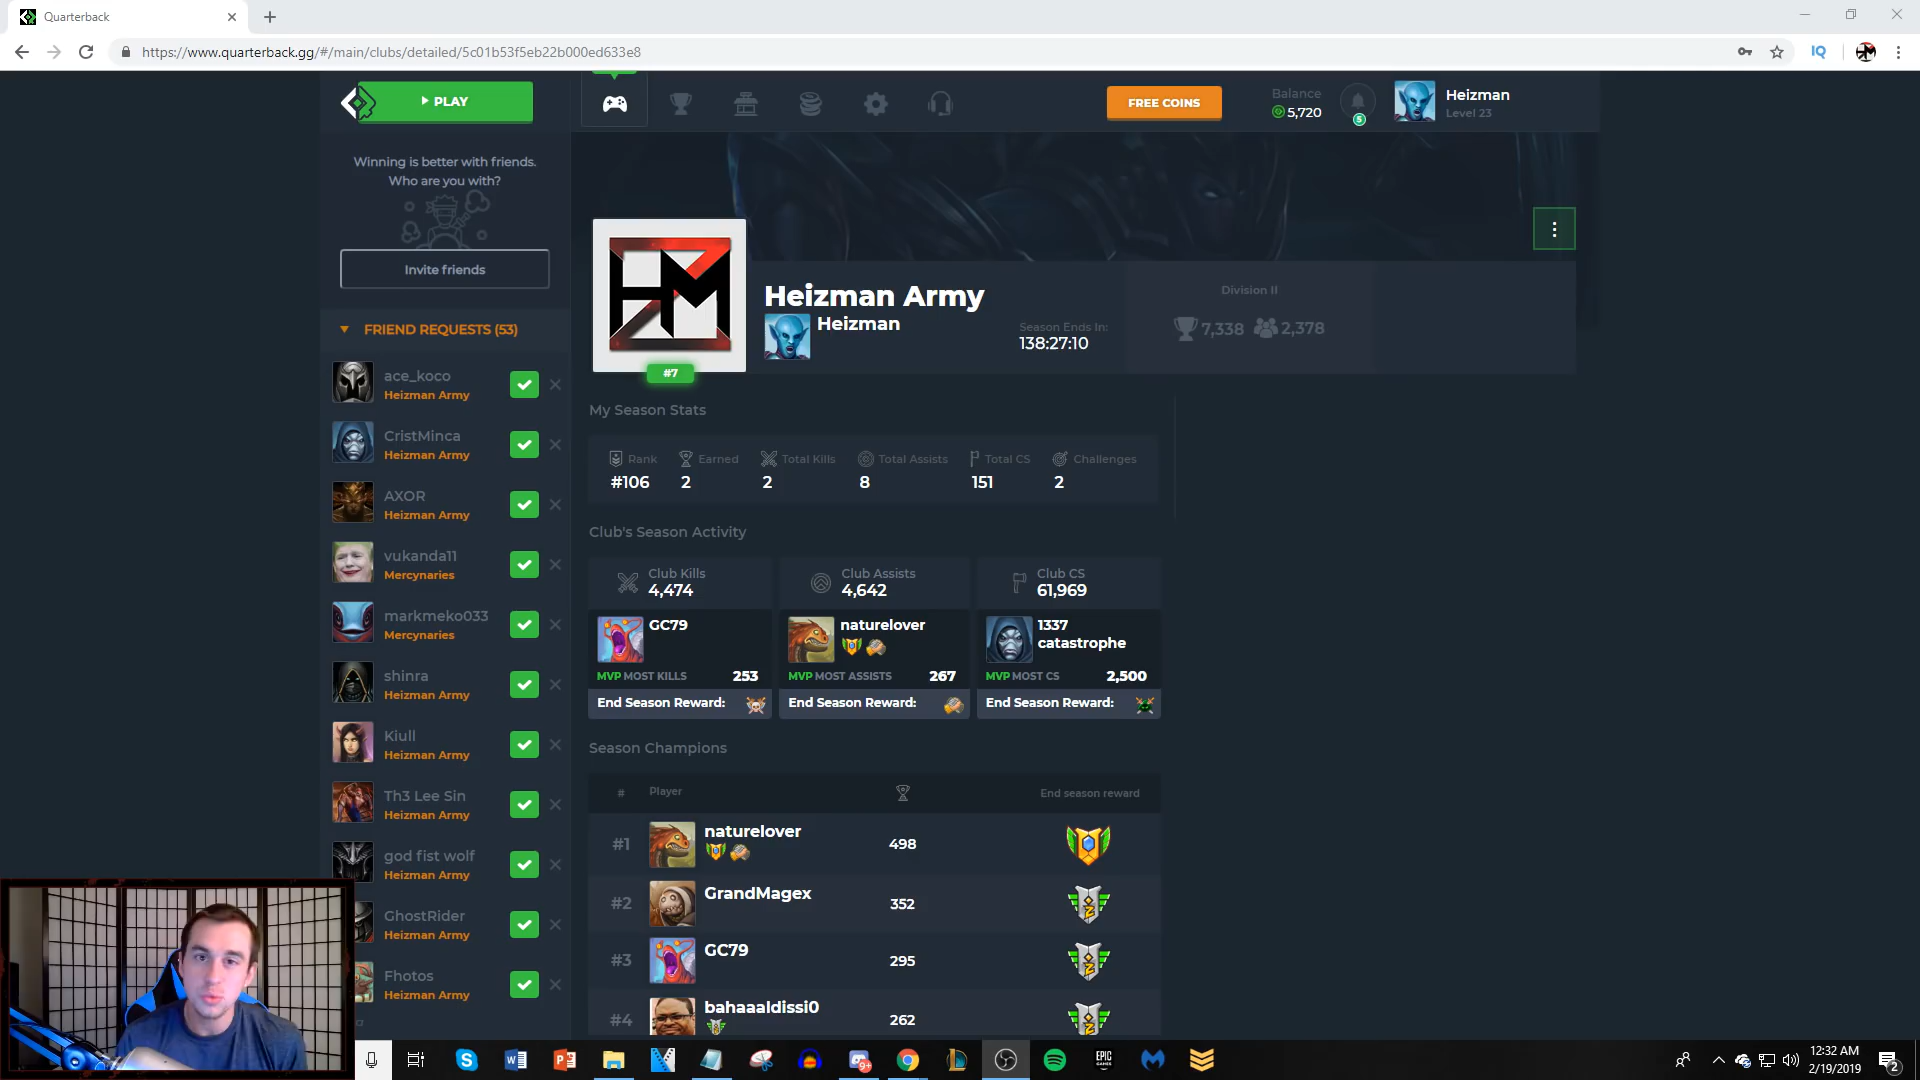 Quarterback
https://www.quarterback.gg/#/main/clubs/detailed/5c01b53f5eb22b000ed633e8
IQ
PLAY
FREE COINS
Balance
5,720
5
Heizman
Level 23
Winning is better with friends.
Who are you with?
Invite friends
FRIEND REQUESTS (53)
ace_koco
Heizman Army
CristMinca
Heizman Army
AXOR
Heizman Army
vukanda11
Mercynaries
markmeko033
Mercynaries
shinra
Heizman Army
Kiull
Heizman Army
Th3 Lee Sin
Heizman Army
god fist wolf
Heizman Army
GhostRider
Heizman Army
Fhotos
Heizman Army
HM
#7
Heizman Army
Heizman
Season Ends In:
138:27:10
Division II
7,338 2,378
My Season Stats
Rank Earned Total Kills Total Assists Total CS Challenges
#106 2 2 8 151 2
Club's Season Activity
Club Kills
4,474
GC79
MVP MOST KILLS 253
End Season Reward:
Club Assists
4,642
naturelover
MVP MOST ASSISTS 267
End Season Reward:
Club CS
61,969
1337
catastrophe
MVP MOST CS 2,500
End Season Reward:
Season Champions
# Player End season reward
#1 naturelover 498
#2 GrandMagex 352
#3 GC79 295
#4 bahaaaldissi0 262
EPIC
GAMES
12:32 AM
2/19/2019
2